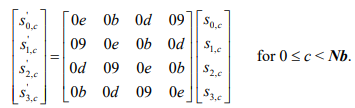 [s'0,c] [0e 0b 0d 09] [s0,c]
[s'1,c] = [09 0e 0b 0d] [s1,c] for 0 ≤ c < Nb.
[s'2,c] [0d 09 0e 0b] [s2,c]
[s'3,c] [0b 0d 09 0e] [s3,c]